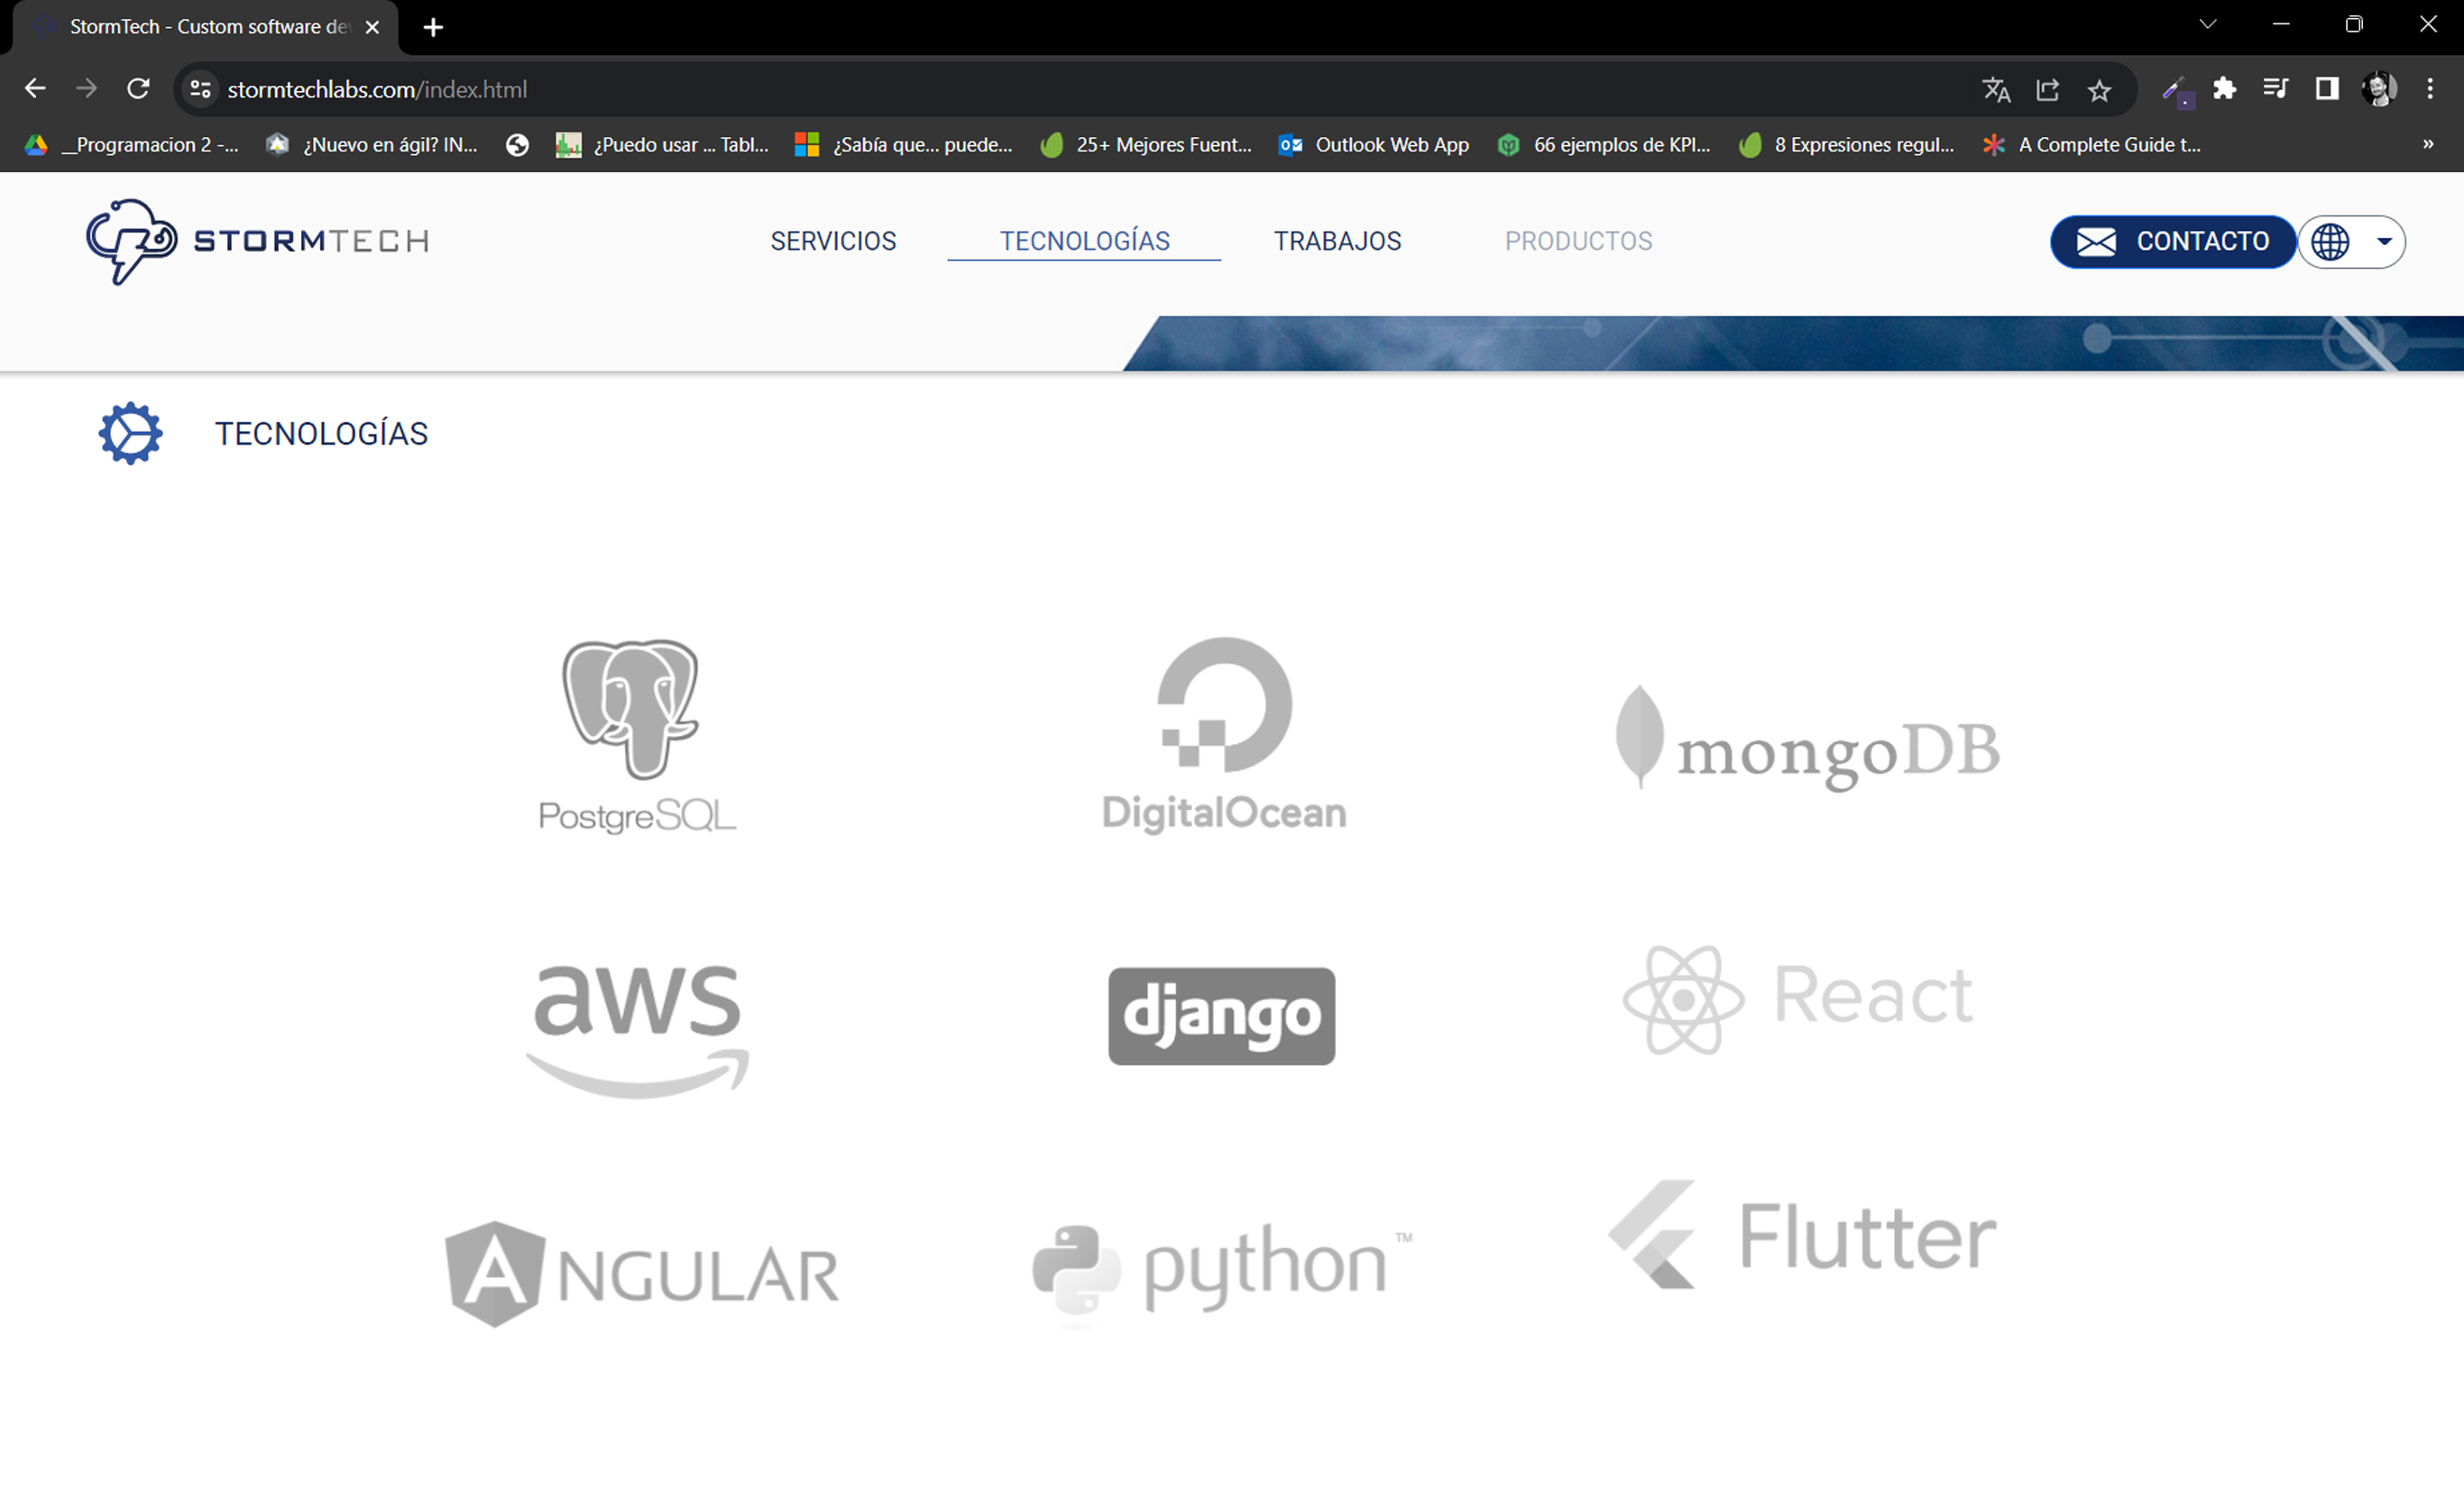 StormTech - Custom software de
stormtechlabs.com/index.html
__Programacion 2 -...
¿Nuevo en ágil? IN...
¿Puedo usar ... Tabl...
¿Sabía que... puede...
25+ Mejores Fuent...
Outlook Web App
66 ejemplos de KPI...
8 Expresiones regul...
A Complete Guide t...
STORMTECH
SERVICIOS
TECNOLOGÍAS
TRABAJOS
PRODUCTOS
CONTACTO
TECNOLOGÍAS
PostgreSQL
DigitalOcean
mongoDB
aws
django
React
ANGULAR
python™
Flutter